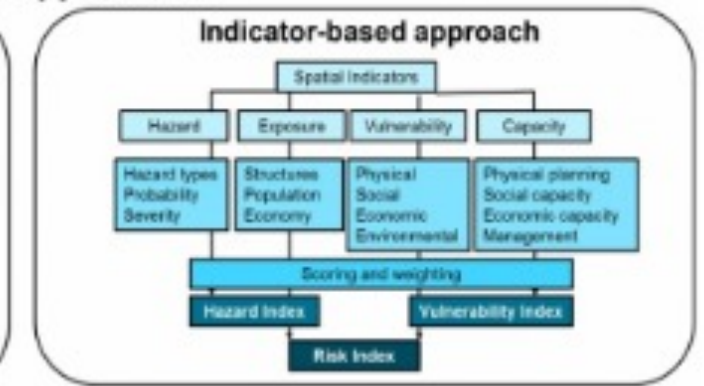 Indicator-based approach
Spatial Indicators
Hazard
Exposure
Vulnerability
Capacity
Hazard types
Probability
Severity
Structures
Population
Economy
Physical
Social
Economic
Environmental
Physical planning
Social capacity
Economic capacity
Management
Scoring and weighting
Hazard Index
Vulnerability Index
Risk Index